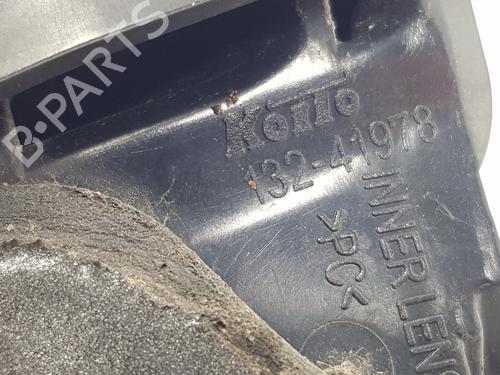 KOITO
132-41978
INNER LENS
>PC<
B-PARTS